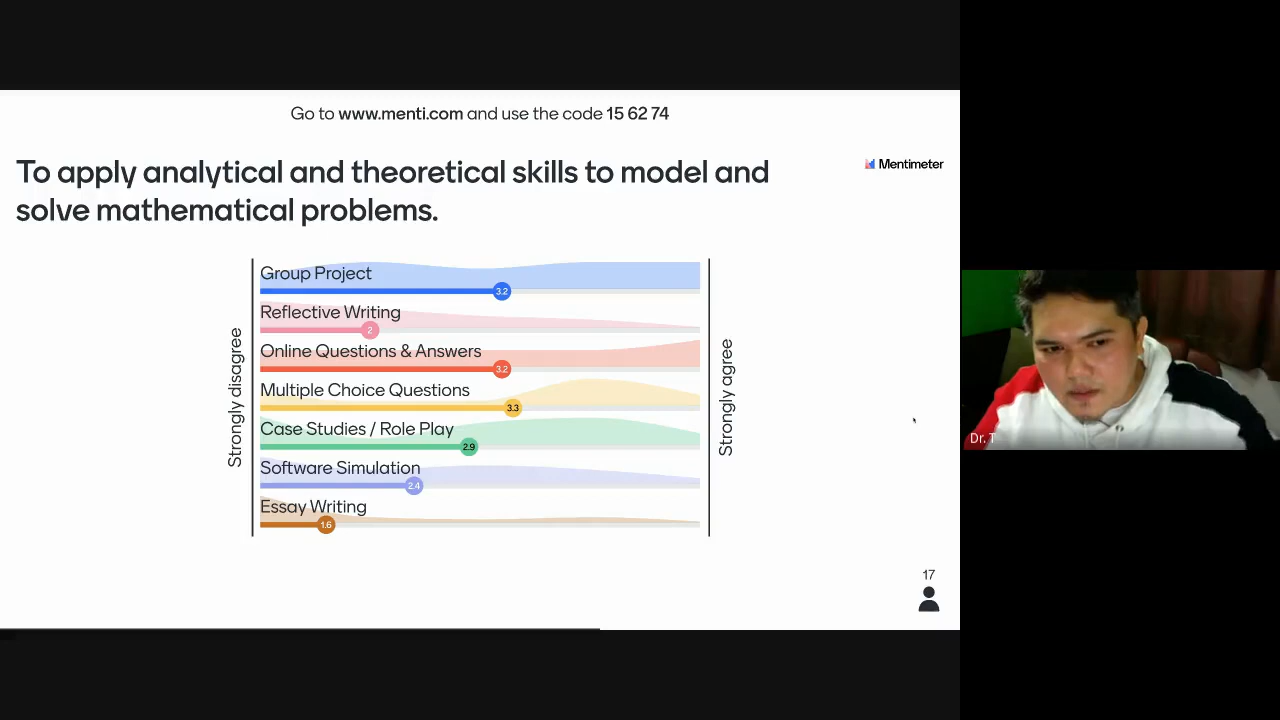 Go to www.menti.com and use the code 15 62 74
To apply analytical and theoretical skills to model and
solve mathematical problems.
Mentimeter
Strongly disagree
Group Project
3.2
Reflective Writing
2
Online Questions & Answers
3.2
Multiple Choice Questions
3.3
Case Studies / Role Play
2.9
Software Simulation
2.4
Essay Writing
1.6
Strongly agree
17
Dr. T